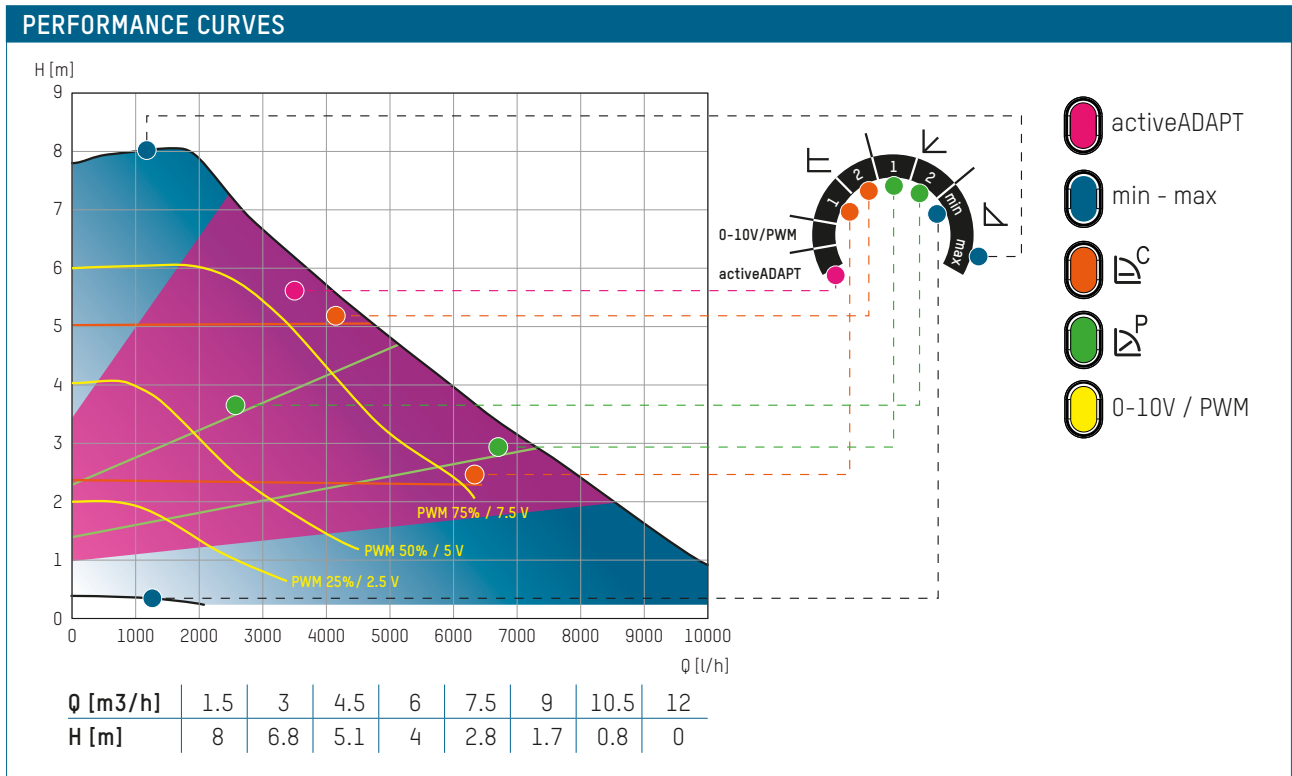 PERFORMANCE CURVES
H [m]
9
8
7
6
5
4
3
2
1
0
0 1000 2000 3000 4000 5000 6000 7000 8000 9000 10000
Q [l/h]
PWM 75% / 7.5 V
PWM 50% / 5 V
PWM 25% / 2.5 V
1 2 1 2 min max
0-10V/PWM
activeADAPT
activeADAPT
min - max
C
P
0-10V / PWM
Q [m3/h] 1.5 3 4.5 6 7.5 9 10.5 12
H [m] 8 6.8 5.1 4 2.8 1.7 0.8 0